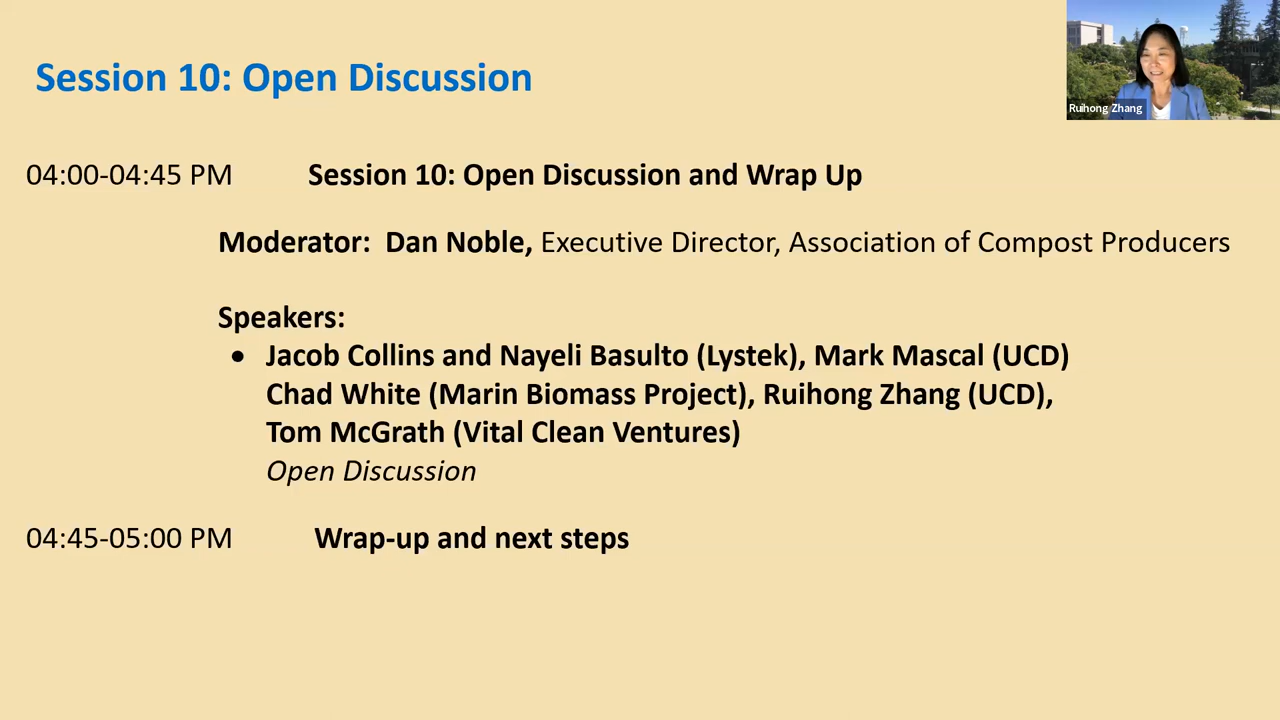 Session 10: Open Discussion
Ruihong Zhang
04:00-04:45 PM Session 10: Open Discussion and Wrap Up
Moderator: Dan Noble, Executive Director, Association of Compost Producers
Speakers:
• Jacob Collins and Nayeli Basulto (Lystek), Mark Mascal (UCD)
Chad White (Marin Biomass Project), Ruihong Zhang (UCD),
Tom McGrath (Vital Clean Ventures)
Open Discussion
04:45-05:00 PM Wrap-up and next steps